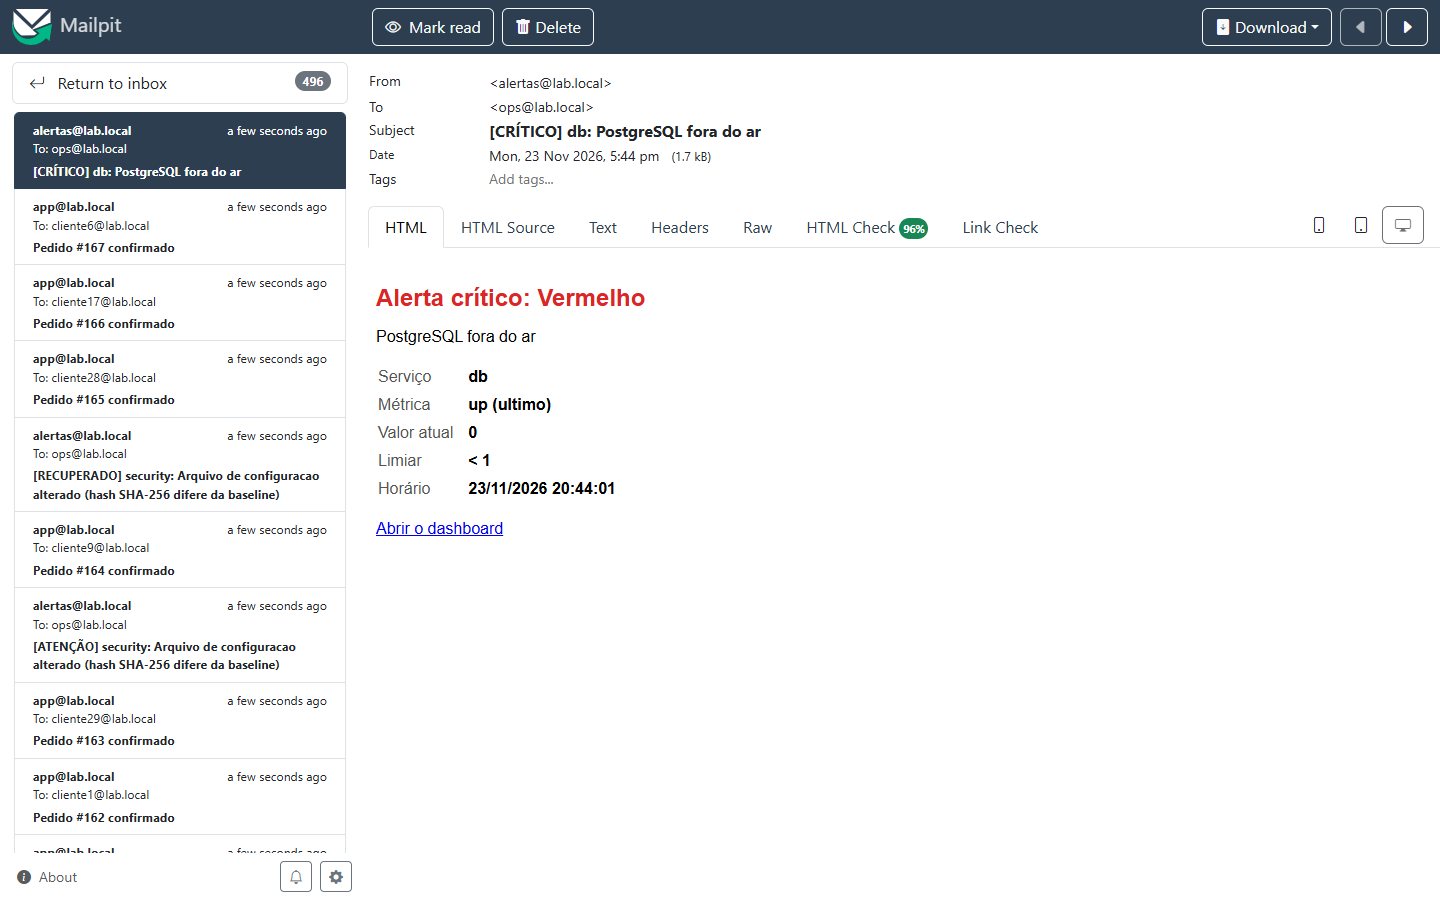 Mailpit
Mark read
Delete
Download
Return to inbox
496
alertas@lab.local
a few seconds ago
To: ops@lab.local
[CRÍTICO] db: PostgreSQL fora do ar
app@lab.local
a few seconds ago
To: cliente6@lab.local
Pedido #167 confirmado
app@lab.local
a few seconds ago
To: cliente17@lab.local
Pedido #166 confirmado
app@lab.local
a few seconds ago
To: cliente28@lab.local
Pedido #165 confirmado
alertas@lab.local
a few seconds ago
To: ops@lab.local
[RECUPERADO] security: Arquivo de configuracao
alterado (hash SHA-256 difere da baseline)
app@lab.local
a few seconds ago
To: cliente9@lab.local
Pedido #164 confirmado
alertas@lab.local
a few seconds ago
To: ops@lab.local
[ATENÇÃO] security: Arquivo de configuracao
alterado (hash SHA-256 difere da baseline)
app@lab.local
a few seconds ago
To: cliente29@lab.local
Pedido #163 confirmado
app@lab.local
a few seconds ago
To: cliente1@lab.local
Pedido #162 confirmado
app@lab.local
a few seconds ago
About
From
<alertas@lab.local>
To
<ops@lab.local>
Subject
[CRÍTICO] db: PostgreSQL fora do ar
Date
Mon, 23 Nov 2026, 5:44 pm (1.7 kB)
Tags
Add tags...
HTML
HTML Source
Text
Headers
Raw
HTML Check 96%
Link Check
Alerta crítico: Vermelho
PostgreSQL fora do ar
Serviço db
Métrica up (ultimo)
Valor atual 0
Limiar < 1
Horário 23/11/2026 20:44:01
Abrir o dashboard